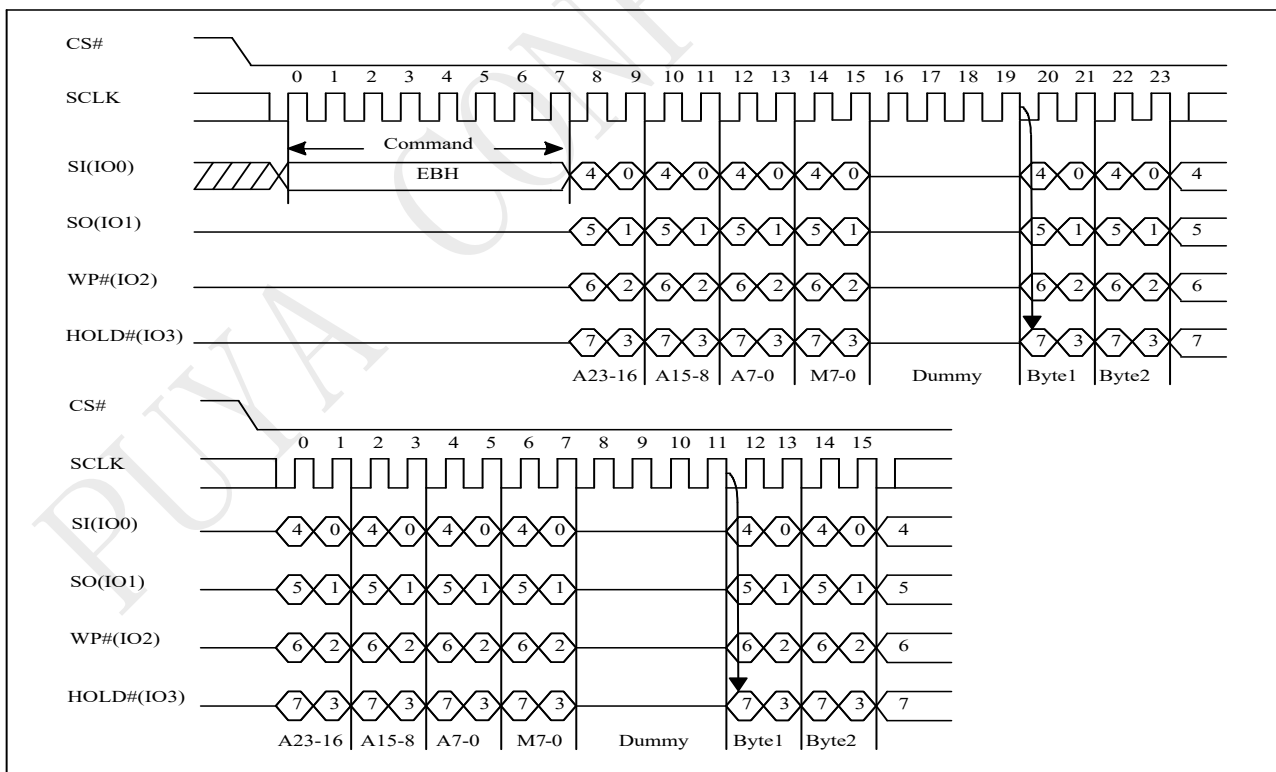 PUYA CONF
CS#
0 1 2 3 4 5 6 7 8 9 10 11 12 13 14 15 16 17 18 19 20 21 22 23
SCLK
Command
SI(IO0) EBH 4 0 4 0 4 0 4 0 4 0 4 0 4
SO(IO1) 5 1 5 1 5 1 5 1 5 1 5 1 5
WP#(IO2) 6 2 6 2 6 2 6 2 6 2 6 2 6
HOLD#(IO3) 7 3 7 3 7 3 7 3 7 3 7 3 7
A23-16 A15-8 A7-0 M7-0 Dummy Byte1 Byte2
CS#
0 1 2 3 4 5 6 7 8 9 10 11 12 13 14 15
SCLK
SI(IO0) 4 0 4 0 4 0 4 0 4 0 4 0 4
SO(IO1) 5 1 5 1 5 1 5 1 5 1 5 1 5
WP#(IO2) 6 2 6 2 6 2 6 2 6 2 6 2 6
HOLD#(IO3) 7 3 7 3 7 3 7 3 7 3 7 3 7
A23-16 A15-8 A7-0 M7-0 Dummy Byte1 Byte2